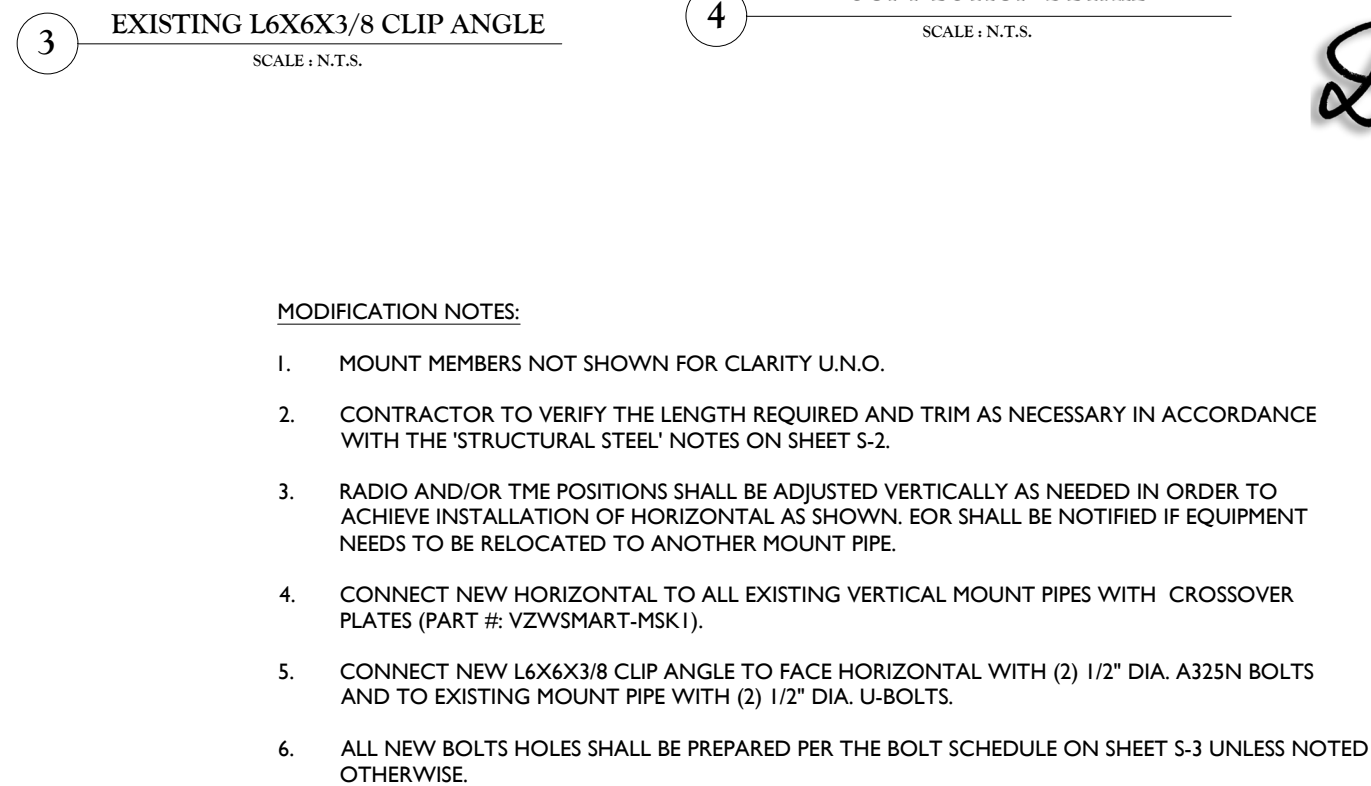 3
EXISTING L6X6X3/8 CLIP ANGLE
SCALE : N.T.S.
4
SCALE : N.T.S.
MODIFICATION NOTES:
1. MOUNT MEMBERS NOT SHOWN FOR CLARITY U.N.O.
2. CONTRACTOR TO VERIFY THE LENGTH REQUIRED AND TRIM AS NECESSARY IN ACCORDANCE
WITH THE 'STRUCTURAL STEEL' NOTES ON SHEET S-2.
3. RADIO AND/OR TME POSITIONS SHALL BE ADJUSTED VERTICALLY AS NEEDED IN ORDER TO
ACHIEVE INSTALLATION OF HORIZONTAL AS SHOWN. EOR SHALL BE NOTIFIED IF EQUIPMENT
NEEDS TO BE RELOCATED TO ANOTHER MOUNT PIPE.
4. CONNECT NEW HORIZONTAL TO ALL EXISTING VERTICAL MOUNT PIPES WITH CROSSOVER
PLATES (PART #: VZWSMART-MSK1).
5. CONNECT NEW L6X6X3/8 CLIP ANGLE TO FACE HORIZONTAL WITH (2) 1/2" DIA. A325N BOLTS
AND TO EXISTING MOUNT PIPE WITH (2) 1/2" DIA. U-BOLTS.
6. ALL NEW BOLTS HOLES SHALL BE PREPARED PER THE BOLT SCHEDULE ON SHEET S-3 UNLESS NOTED
OTHERWISE.